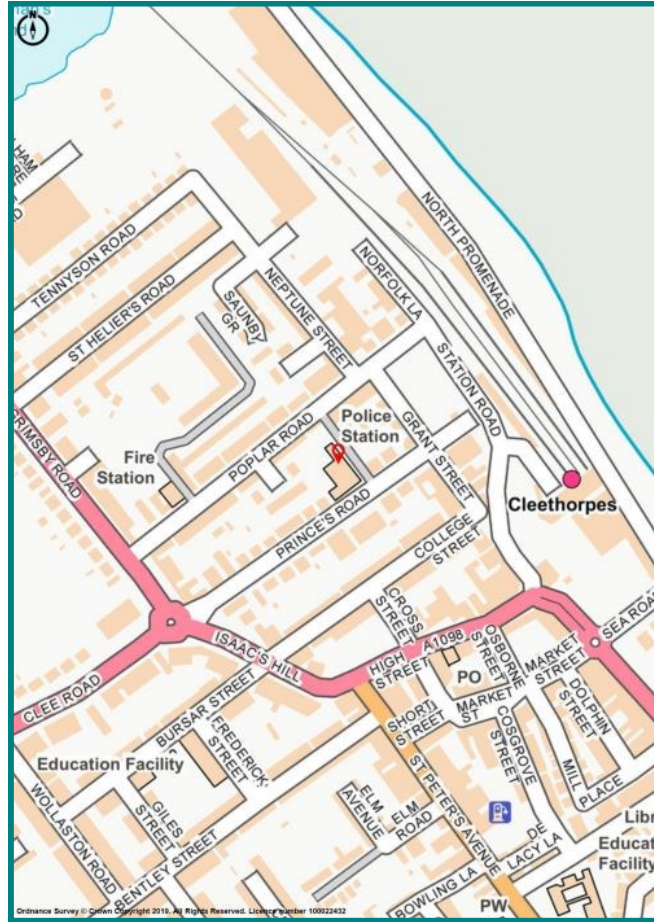 N
NORTH PROMENADE
TENNYSON ROAD
ST HELIER'S ROAD
SAUNBY
GR
NEPTUNE STREET
NORFOLK LA
STATION ROAD
GRIMSBY ROAD
Fire
Station
POPLAR ROAD
Police
Station
GRANT STREET
PRINCE'S ROAD
Cleethorpes
COLLEGE
STREET
CROSS
STREET
ISAAC'S HILL
HIGH
STREET
A1098
OSBORNE
STREET
MARKET
STREET
SEA ROAD
CLEE ROAD
BURSAR STREET
PO
SHORT
STREET
MARKET
ST
DOLPHIN
STREET
FREDERICK
STREET
COSGROVE
STREET
MILL
PLACE
Education Facility
WOLLASTON ROAD
GILES
STREET
BENTLEY STREET
ELM
AVENUE
ELM
ROAD
ST PETER'S AVENUE
DE
LACY LA
BOWLING LA
PW
Facility
Ordnance Survey © Crown Copyright 2019. All Rights Reserved. Licence number 100022432